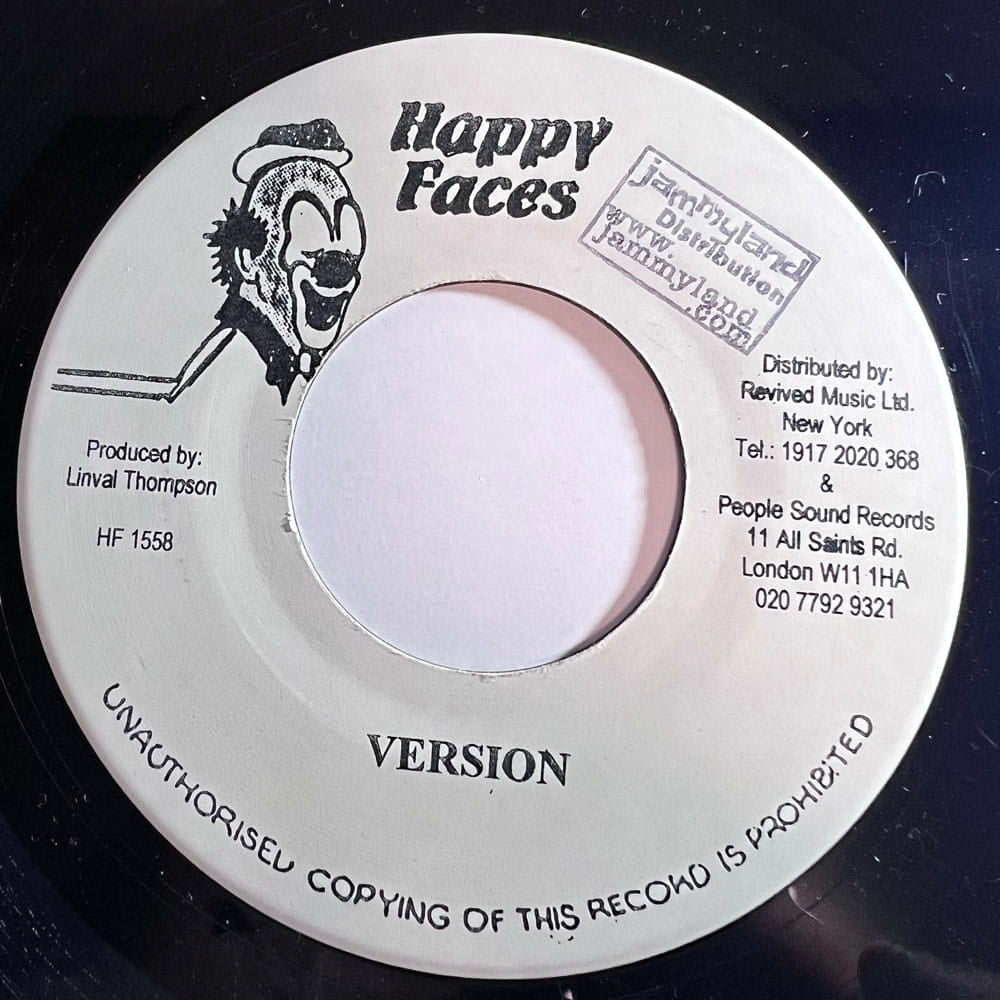 Happy
Faces
jammyland
Distribution
www.
jammyland
.com
Distributed by:
Revived Music Ltd.
New York
Tel.: 1917 2020 368
&
People Sound Records
11 All Saints Rd.
London W11 1HA
020 7792 9321
Produced by:
Linval Thompson
HF 1558
VERSION
UNAUTHORISED COPYING OF THIS RECORD IS PROHIBITED